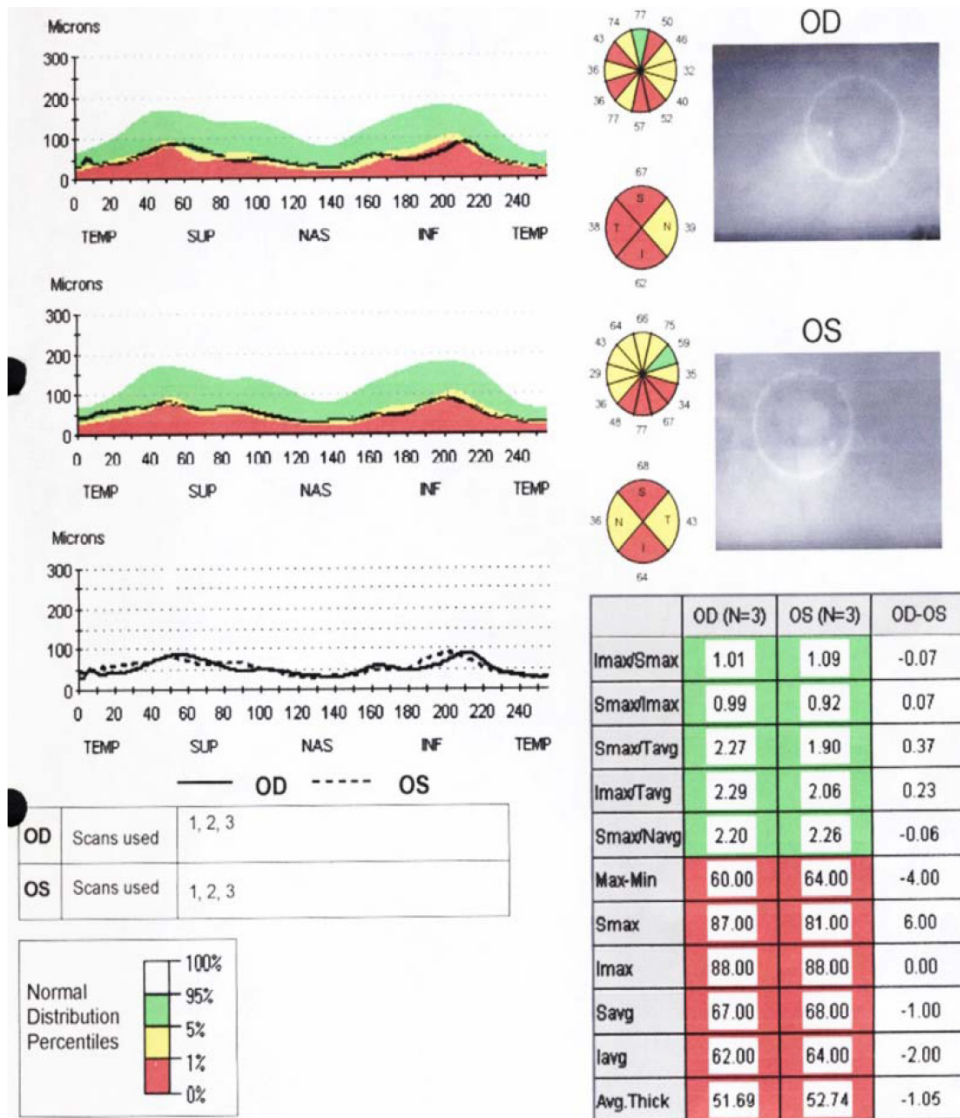 Microns
300
200
100
0
0 20 40 60 80 100 120 140 160 180 200 220 240
TEMP SUP NAS INF TEMP
77
74 50
43 46
36 32
36 40
77 52
57
67
S
38 T N 39
I
62
OD
Microns
300
200
100
0
0 20 40 60 80 100 120 140 160 180 200 220 240
TEMP SUP NAS INF TEMP
66
64 75
43 59
29 35
36 34
48 67
77
68
S
36 N T 43
I
64
OS
Microns
300
200
100
0
0 20 40 60 80 100 120 140 160 180 200 220 240
TEMP SUP NAS INF TEMP
OD OS
OD Scans used 1, 2, 3
OS Scans used 1, 2, 3
Normal
Distribution
Percentiles
100%
95%
5%
1%
0%
OD (N=3) OS (N=3) OD-OS
Imax/Smax 1.01 1.09 -0.07
Smax/Imax 0.99 0.92 0.07
Smax/Tavg 2.27 1.90 0.37
Imax/Tavg 2.29 2.06 0.23
Smax/Navg 2.20 2.26 -0.06
Max-Min 60.00 64.00 -4.00
Smax 87.00 81.00 6.00
Imax 88.00 88.00 0.00
Savg 67.00 68.00 -1.00
Iavg 62.00 64.00 -2.00
Avg.Thick 51.69 52.74 -1.05